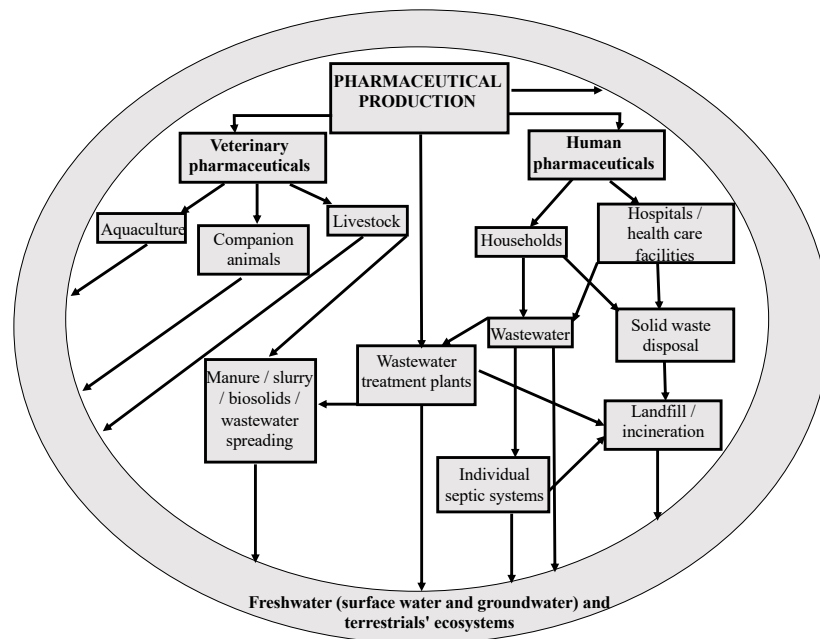 PHARMACEUTICAL
PRODUCTION
Veterinary
pharmaceuticals
Human
pharmaceuticals
Aquaculture
Companion
animals
Livestock
Households
Hospitals /
health care
facilities
Wastewater
Solid waste
disposal
Manure / slurry
/ biosolids /
wastewater
spreading
Wastewater
treatment plants
Landfill /
incineration
Individual
septic systems
Freshwater (surface water and groundwater) and
terrestrials' ecosystems